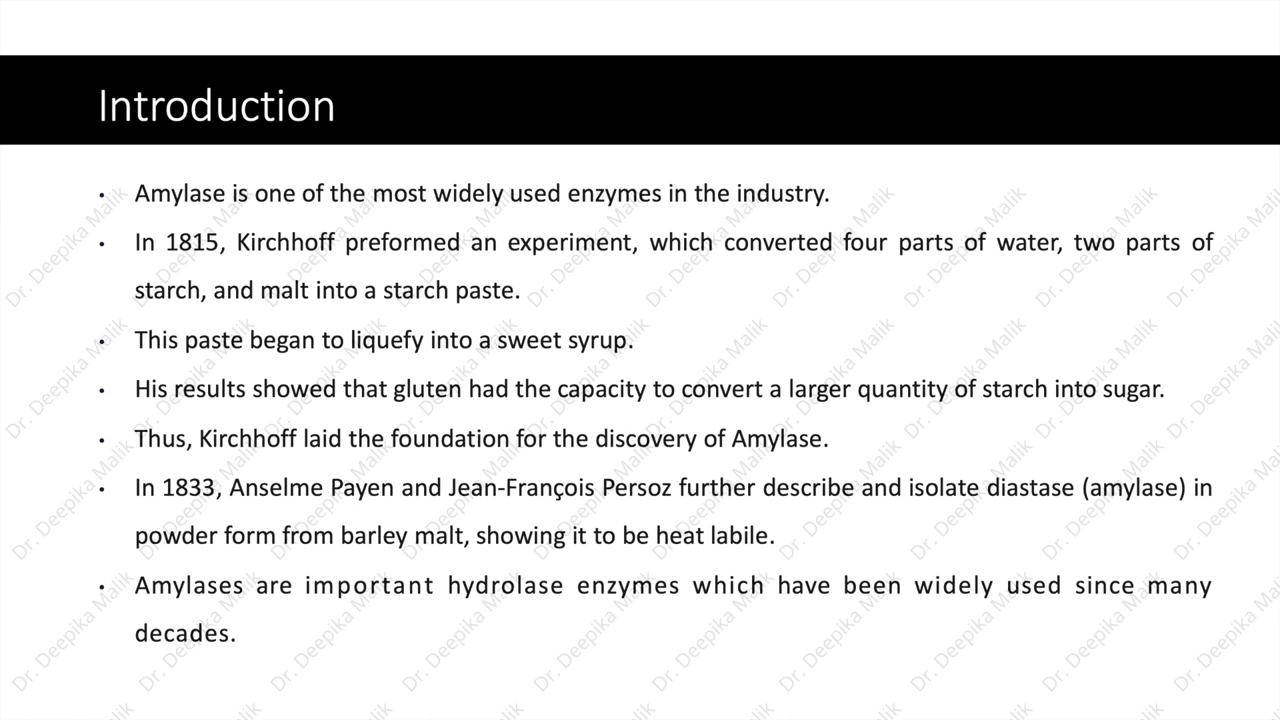 Introduction
• Amylase is one of the most widely used enzymes in the industry.
• In 1815, Kirchhoff preformed an experiment, which converted four parts of water, two parts of
starch, and malt into a starch paste.
• This paste began to liquefy into a sweet syrup.
• His results showed that gluten had the capacity to convert a larger quantity of starch into sugar.
• Thus, Kirchhoff laid the foundation for the discovery of Amylase.
• In 1833, Anselme Payen and Jean-François Persoz further describe and isolate diastase (amylase) in
powder form from barley malt, showing it to be heat labile.
• Amylases are important hydrolase enzymes which have been widely used since many
decades.
Dr. Deepika Malik